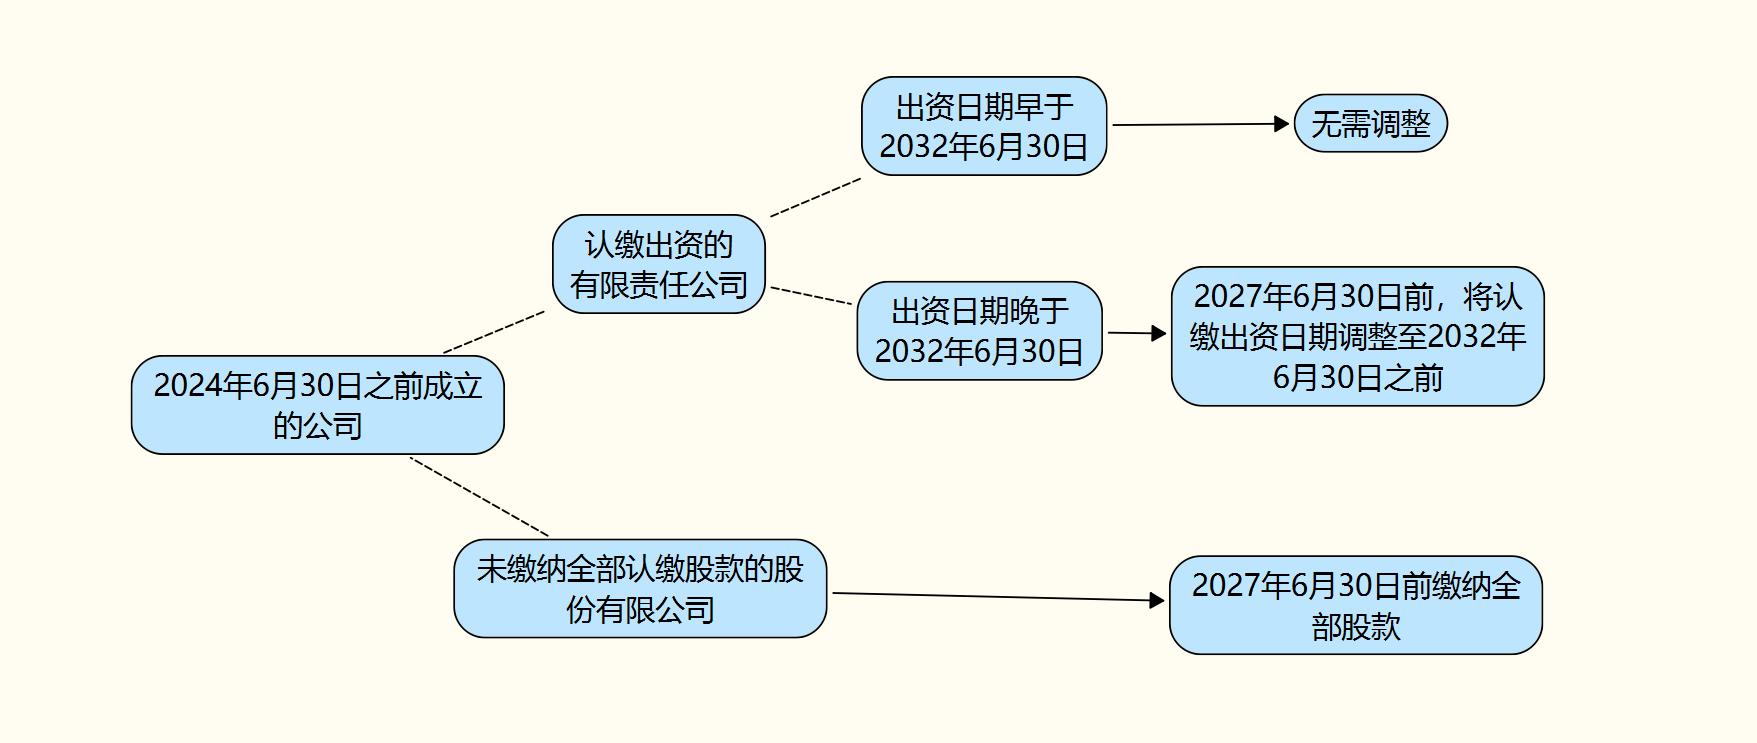 出资日期早于
2032年6月30日
无需调整
认缴出资的
有限责任公司
出资日期晚于
2032年6月30日
2027年6月30日前，将认
缴出资日期调整至2032年
6月30日之前
2024年6月30日之前成立
的公司
未缴纳全部认缴股款的股
份有限公司
2027年6月30日前缴纳全
部股款